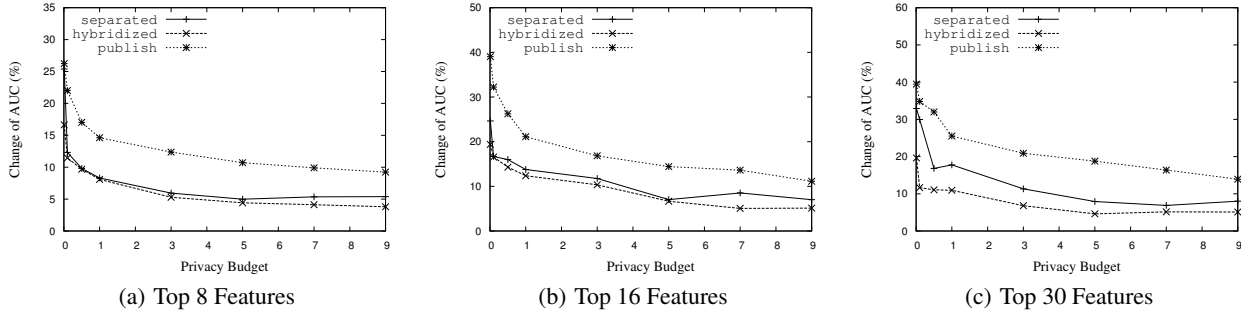 35
30
25
20
15
10
5
0
Change of AUC (%)
separated
hybridized
publish
0 1 2 3 4 5 6 7 8 9
Privacy Budget
(a) Top 8 Features
50
40
30
20
10
0
Change of AUC (%)
separated
hybridized
publish
0 1 2 3 4 5 6 7 8 9
Privacy Budget
(b) Top 16 Features
60
50
40
30
20
10
0
Change of AUC (%)
separated
hybridized
publish
0 1 2 3 4 5 6 7 8 9
Privacy Budget
(c) Top 30 Features